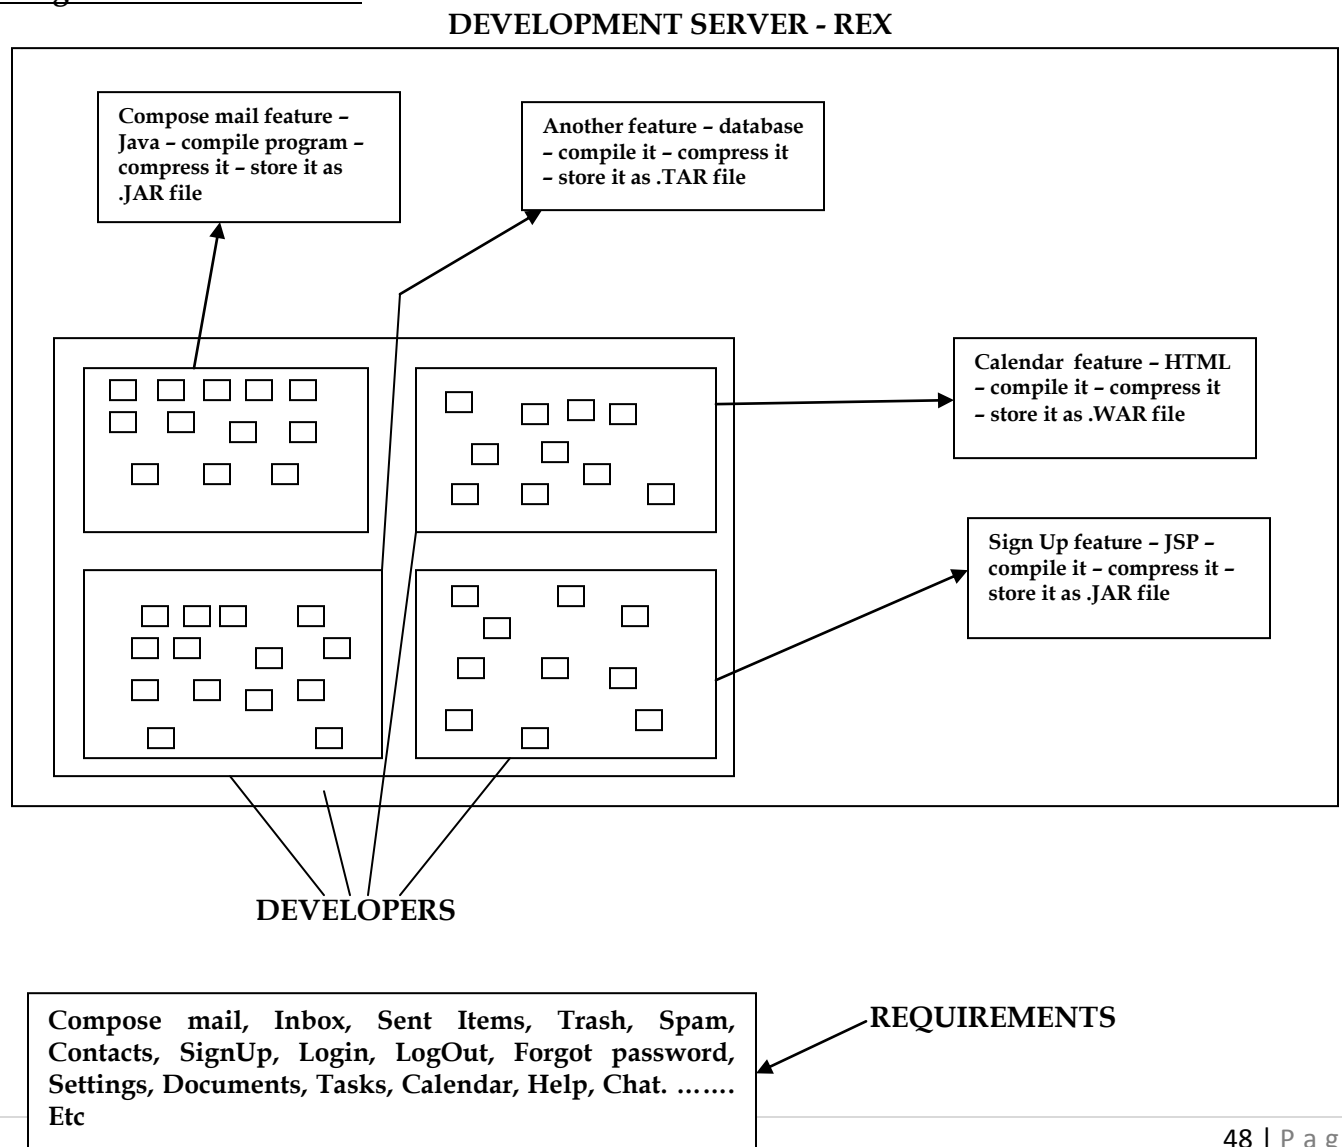 DEVELOPMENT SERVER - REX
Compose mail feature –
Java – compile program –
compress it – store it as
.JAR file
Another feature – database
– compile it – compress it
– store it as .TAR file
Calendar feature – HTML
– compile it – compress it
– store it as .WAR file
Sign Up feature – JSP –
compile it – compress it –
store it as .JAR file
DEVELOPERS
REQUIREMENTS
Compose mail, Inbox, Sent Items, Trash, Spam,
Contacts, SignUp, Login, LogOut, Forgot password,
Settings, Documents, Tasks, Calendar, Help, Chat. .......
Etc
48 | P a g